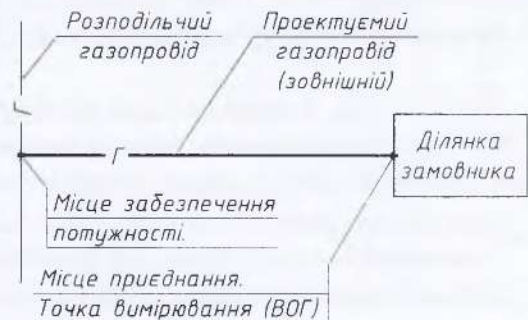 Розподільчий
газопровід
Проектуємий
газопровід
(зовнішній)
Г
Г
Ділянка
замовника
Місце забезпечення
потужності.
Місце приєднання.
Точка вимірювання (ВОГ)